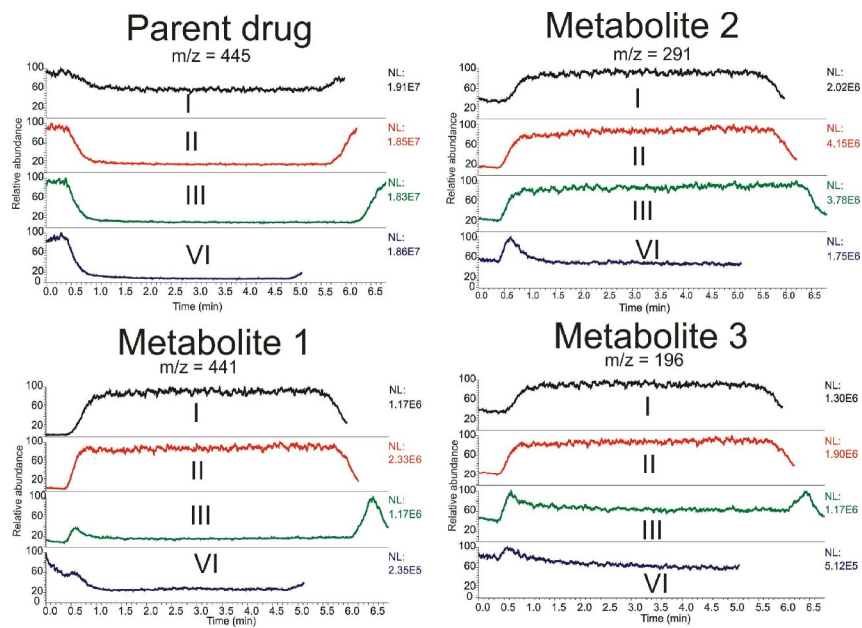 Parent drug
m/z = 445
Relative abundance
100
60
20
I
NL:
1.91E7
100
60
20
II
NL:
1.85E7
100
60
20
III
NL:
1.83E7
100
60
20
0
VI
NL:
1.86E7
0.0 0.5 1.0 1.5 2.0 2.5 3.0 3.5 4.0 4.5 5.0 5.5 6.0 6.5
Time (min)
Metabolite 2
m/z = 291
Relative abundance
100
60
20
I
NL:
2.02E6
100
60
20
II
NL:
4.15E6
100
60
20
III
NL:
3.78E6
100
60
20
0
VI
NL:
1.75E6
0.0 0.5 1.0 1.5 2.0 2.5 3.0 3.5 4.0 4.5 5.0 5.5 6.0 6.5
Time (min)
Metabolite 1
m/z = 441
Relative abundance
100
60
20
I
NL:
1.17E6
100
60
20
II
NL:
2.33E6
100
60
20
III
NL:
1.17E6
100
60
20
0
VI
NL:
2.35E5
0.0 0.5 1.0 1.5 2.0 2.5 3.0 3.5 4.0 4.5 5.0 5.5 6.0 6.5
Time (min)
Metabolite 3
m/z = 196
Relative abundance
100
60
20
I
NL:
1.30E6
100
60
20
II
NL:
1.90E6
100
60
20
III
NL:
1.17E6
100
60
20
0
VI
NL:
5.12E5
0.0 0.5 1.0 1.5 2.0 2.5 3.0 3.5 4.0 4.5 5.0 5.5 6.0 6.5
Time (min)